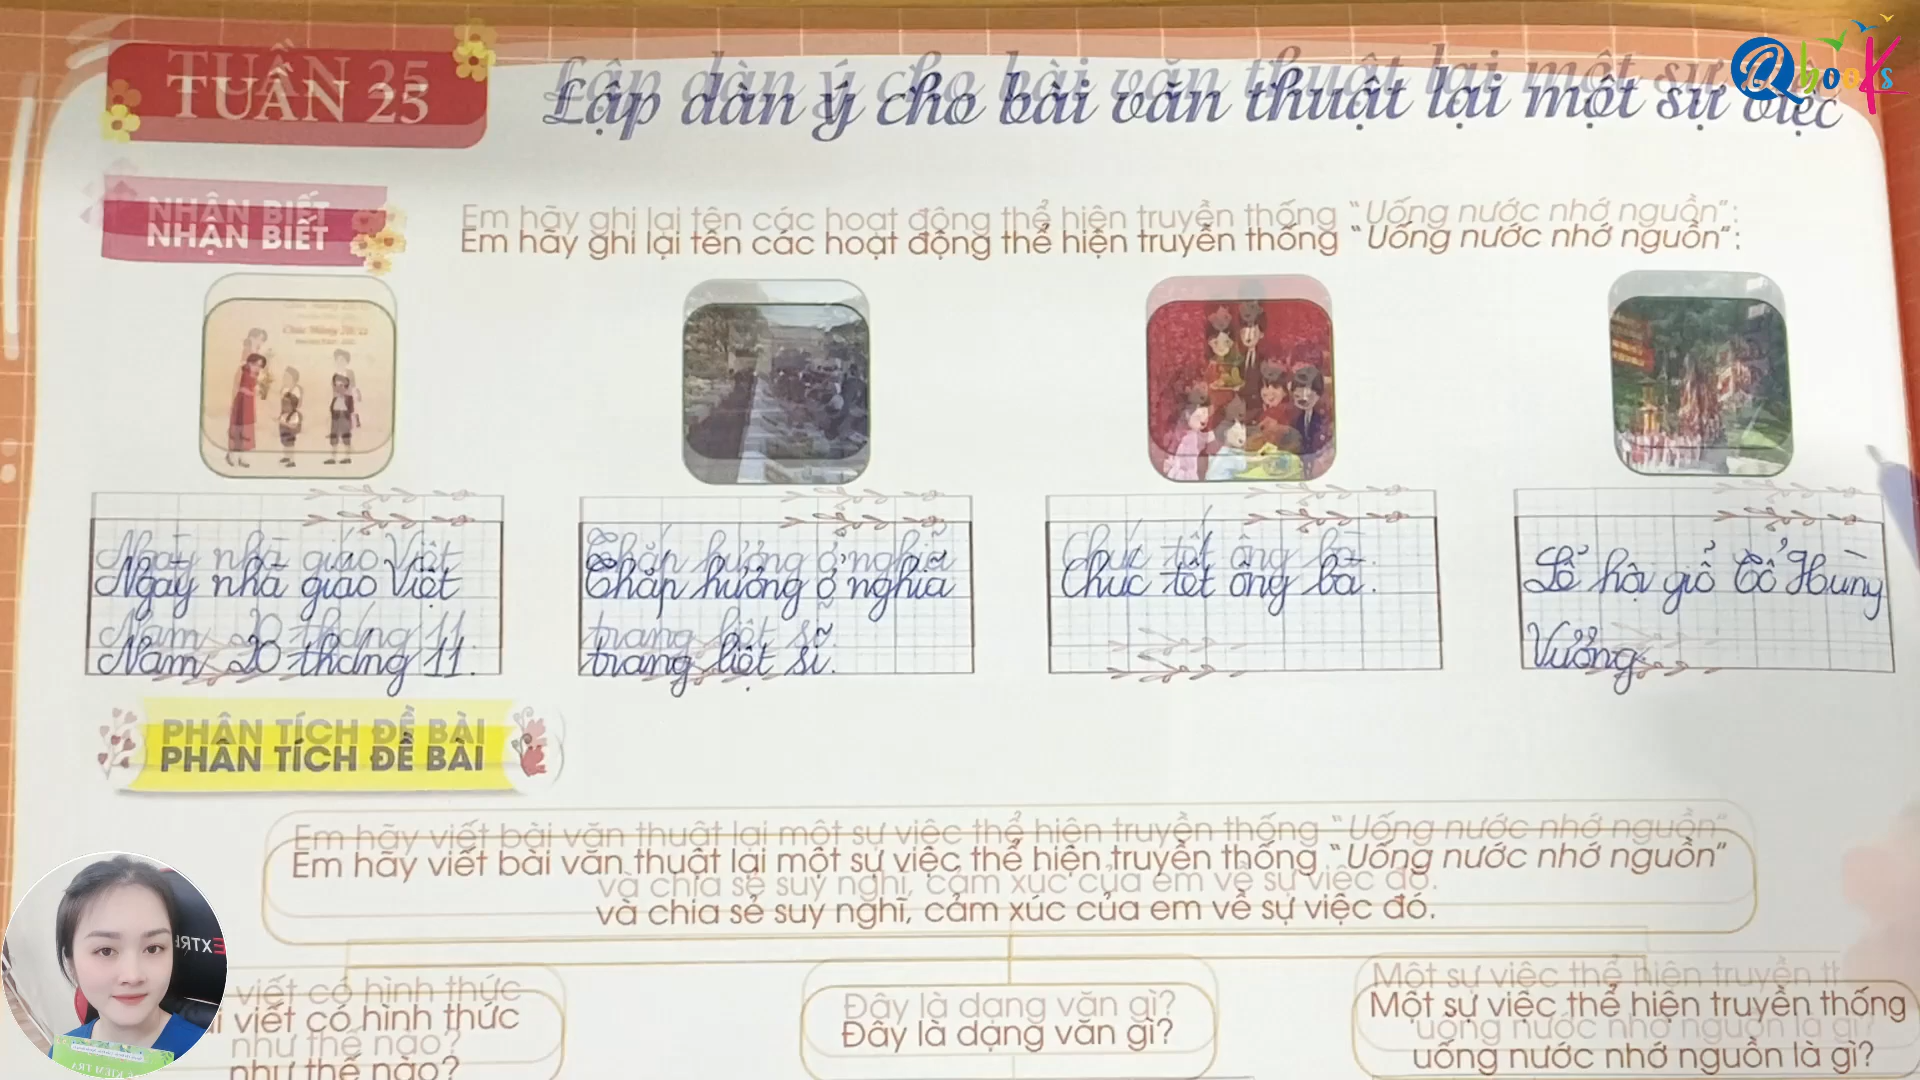 Qbooks
TUẦN 25
Lập dàn ý cho bài văn thuật lại một sự việc
NHẬN BIẾT
Em hãy ghi lại tên các hoạt động thể hiện truyền thống "Uống nước nhớ nguồn":
Ngày nhà giáo Việt
Nam 20 tháng 11.
Thắp hương ở nghĩa
trang liệt sĩ.
Chúc tết ông bà.
Lễ hội giỗ Tổ Hùng
Vương
PHÂN TÍCH ĐỀ BÀI
Em hãy viết bài văn thuật lại một sự việc thể hiện truyền thống "Uống nước nhớ nguồn"
và chia sẻ suy nghĩ, cảm xúc của em về sự việc đó.
viết có hình thức
như thế nào?
Đây là dạng văn gì?
Một sự việc thể hiện truyền thống
uống nước nhớ nguồn là gì?